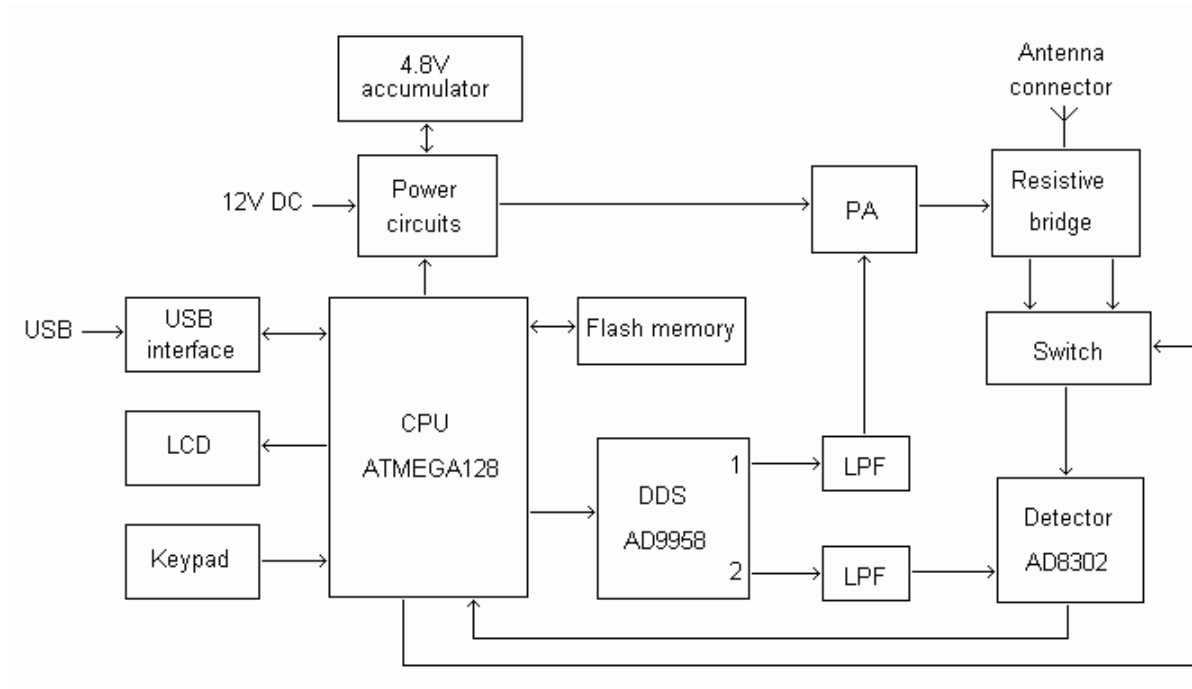 4.8V
accumulator
Antenna
connector
12V DC
Power
circuits
PA
Resistive
bridge
USB
USB
interface
Flash memory
Switch
LCD
CPU
ATMEGA128
1
LPF
DDS
AD9958
Detector
AD8302
Keypad
2
LPF